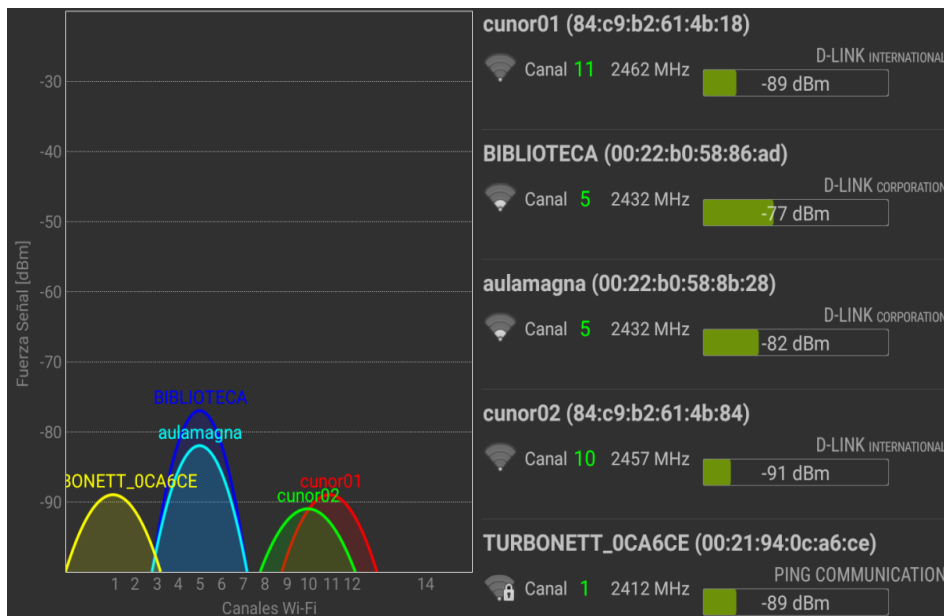 -30
-40
-50
-60
-70
-80
-90
Fuerza Señal [dBm]
BIBLIOTECA
aulamagna
BONETT_0CA6CE
cunor01
cunor02
1 2 3 4 5 6 7 8 9 10 11 12 14
Canales Wi-Fi
cunor01 (84:c9:b2:61:4b:18)
D-LINK INTERNATIONAL
Canal 11 2462 MHz -89 dBm
BIBLIOTECA (00:22:b0:58:86:ad)
D-LINK CORPORATION
Canal 5 2432 MHz -77 dBm
aulamagna (00:22:b0:58:8b:28)
D-LINK CORPORATION
Canal 5 2432 MHz -82 dBm
cunor02 (84:c9:b2:61:4b:84)
D-LINK INTERNATIONAL
Canal 10 2457 MHz -91 dBm
TURBONETT_0CA6CE (00:21:94:0c:a6:ce)
PING COMMUNICATION
Canal 1 2412 MHz -89 dBm